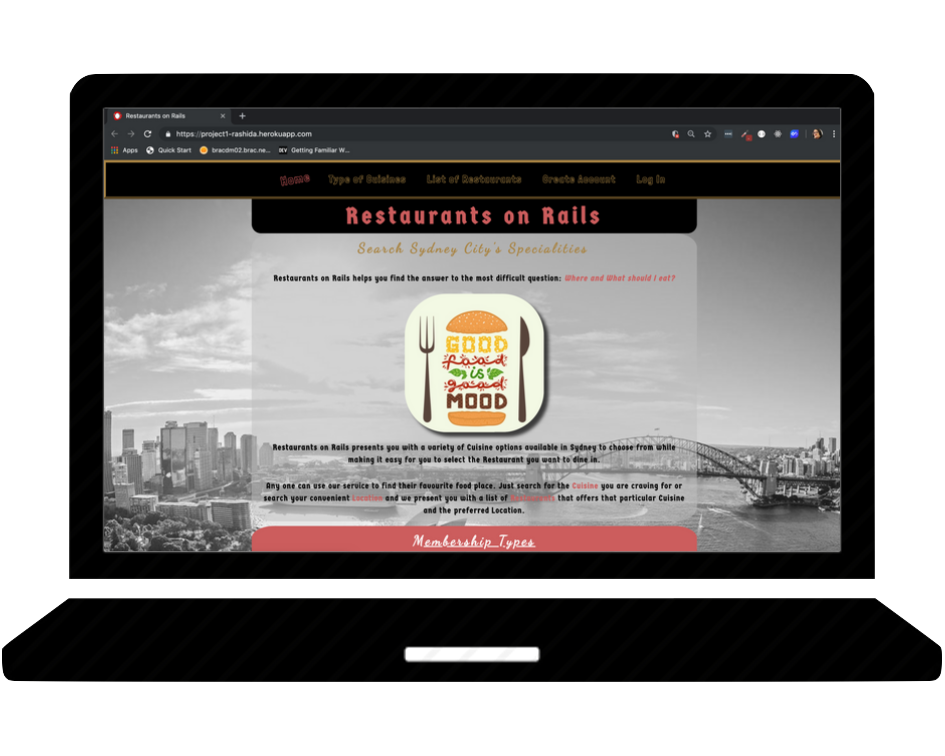 Restaurants on Rails
https://project1-rashida.herokuapp.com
Apps Quick Start bracdm02.brac.ne... DEV Getting Familiar W...
Home Type of Cuisines List of Restaurants Create Account Log In
Restaurants on Rails
Search Sydney City's Specialities
Restaurants on Rails helps you find the answer to the most difficult question: Where and What should I eat?
GOOD
food
is
good
MOOD
Restaurants on Rails presents you with a variety of Cuisine options available in Sydney to choose from while
making it easy for you to select the Restaurant you want to dine in.
Any one can use our service to find their favourite food place. Just search for the Cuisine you are craving for or
search your convenient Location and we present you with a list of Restaurants that offers that particular Cuisine
and the preferred Location.
Membership Types